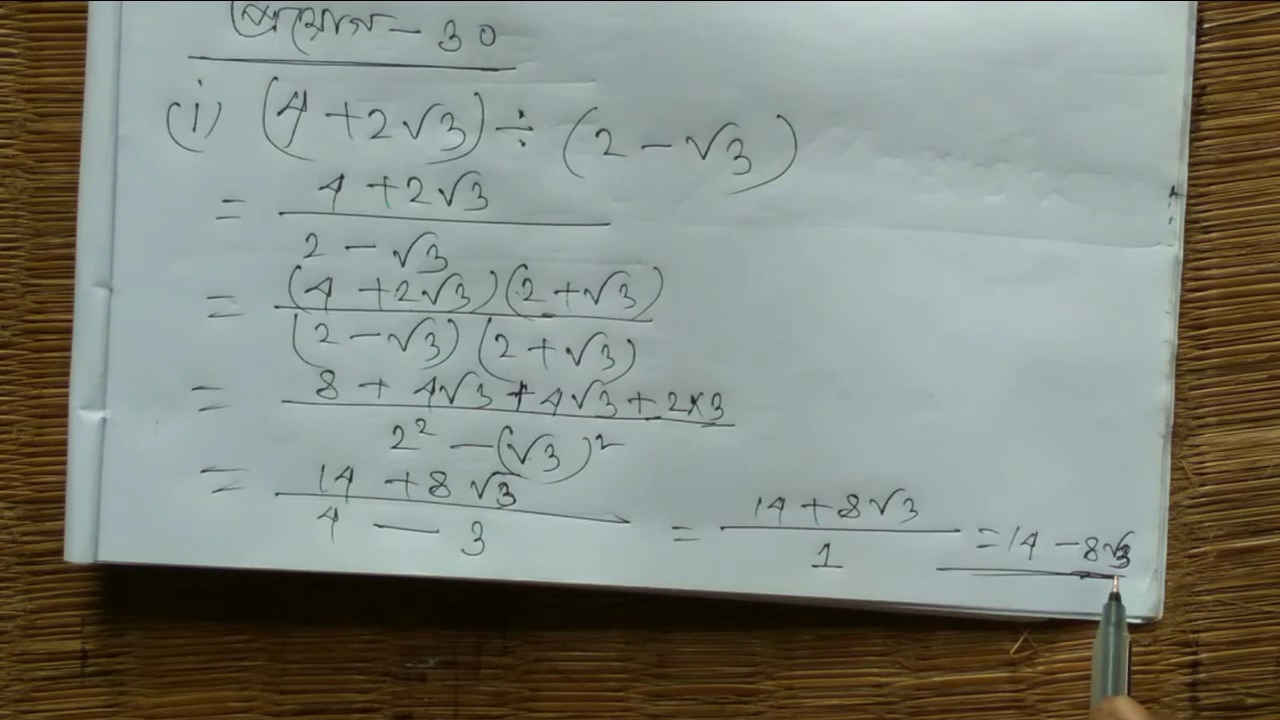 প্রয়োগ – 30
(i) (4 + 2√3) ÷ (2 – √3)
= 4 + 2√3
2 – √3
= (4 + 2√3)(2 + √3)
(2 – √3)(2 + √3)
= 8 + 4√3 + 4√3 + 2×3
2² – (√3)²
= 14 + 8√3
4 – 3
= 14 + 8√3
1
= 14 – 8√3